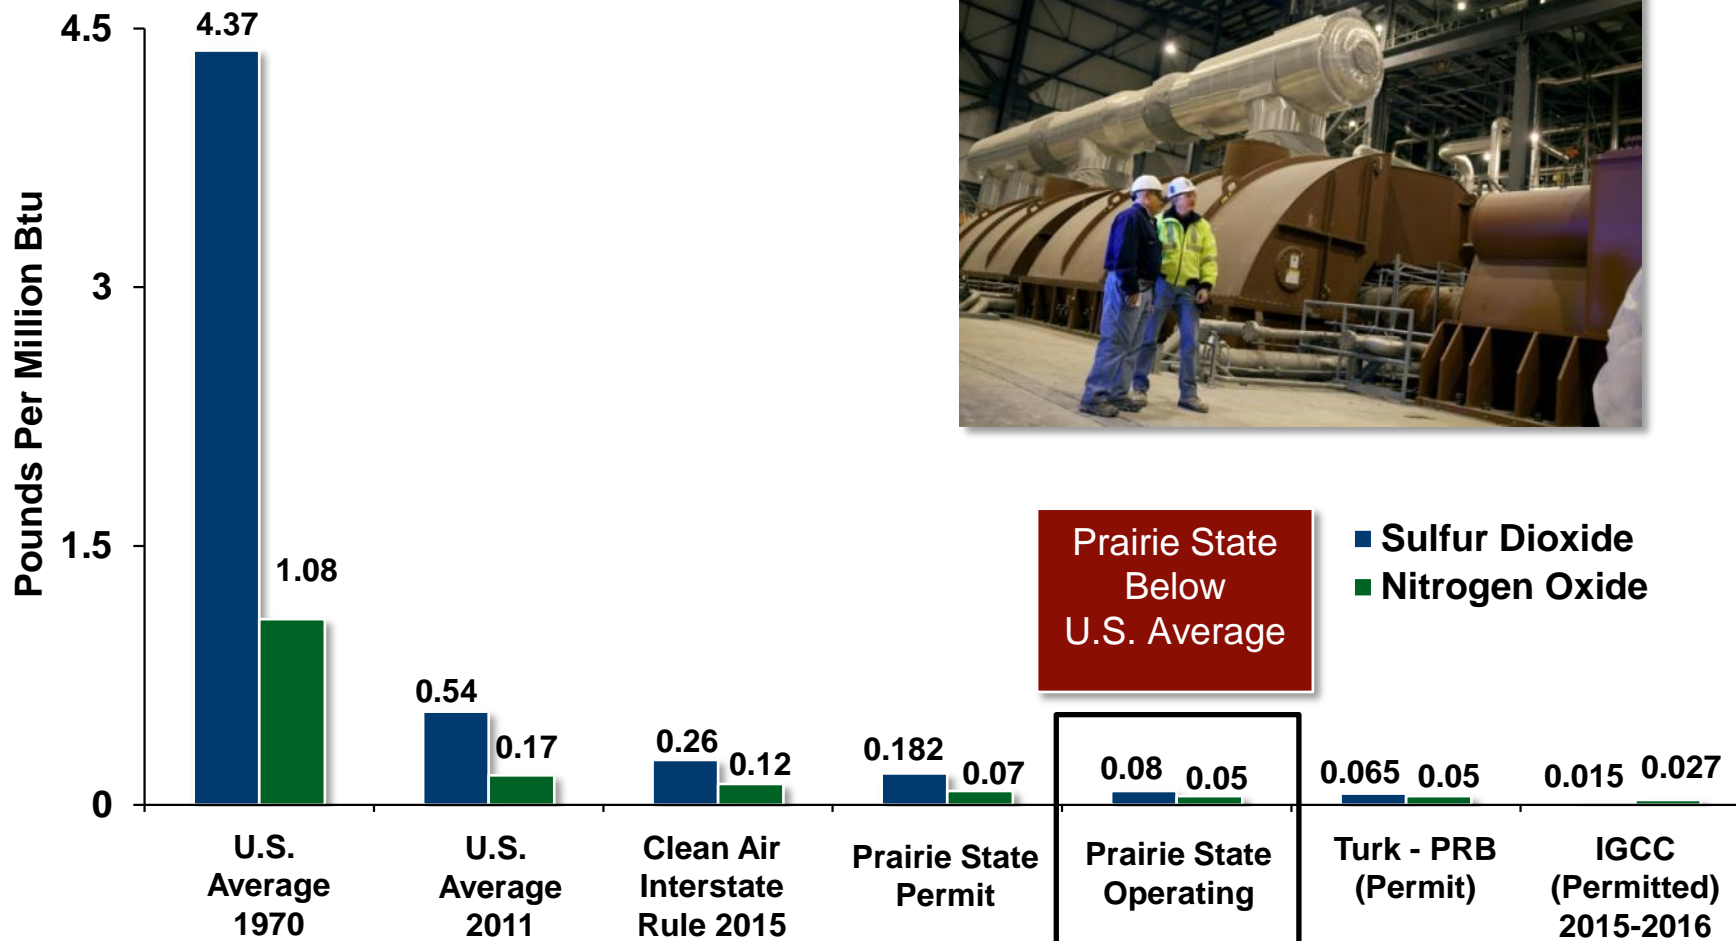 Pounds Per Million Btu
4.5
3
1.5
0
4.37
1.08
0.54
0.17
0.26
0.12
0.182
0.07
0.08
0.05
0.065
0.05
0.015
0.027
Prairie State
Below
U.S. Average
Sulfur Dioxide
Nitrogen Oxide
U.S.
Average
1970
U.S.
Average
2011
Clean Air
Interstate
Rule 2015
Prairie State
Permit
Prairie State
Operating
Turk - PRB
(Permit)
IGCC
(Permitted)
2015-2016